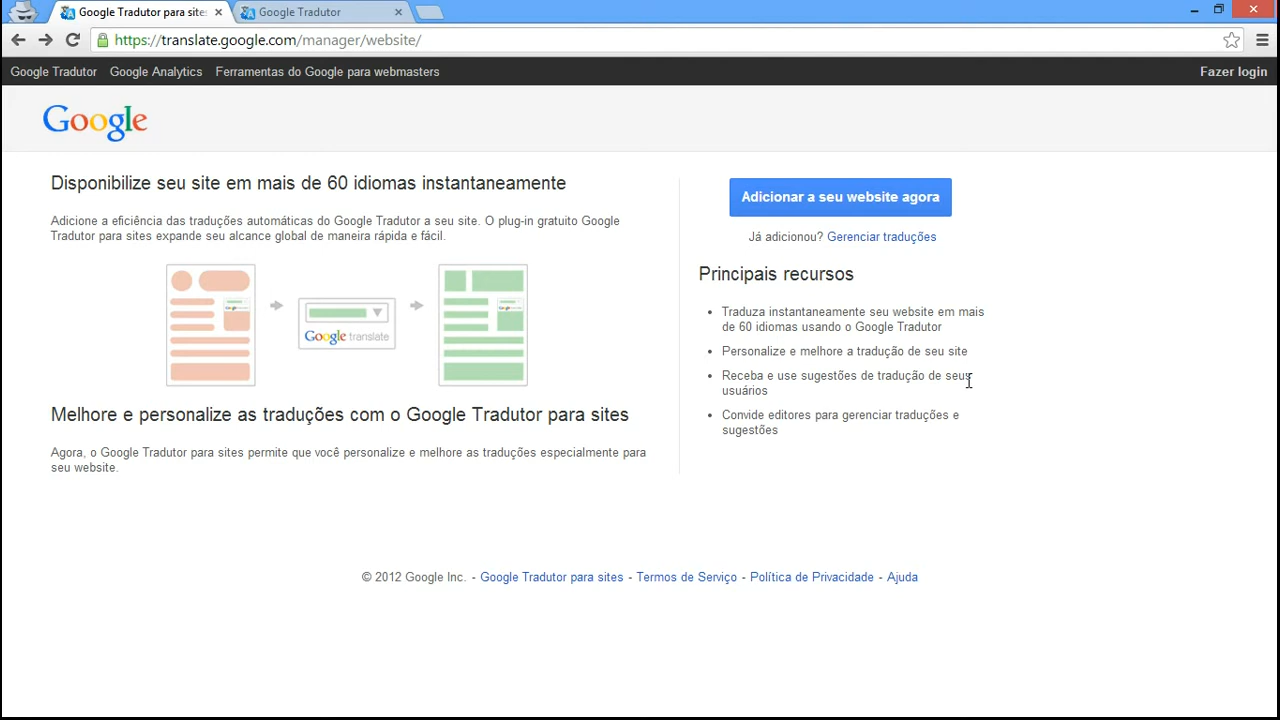 Google Tradutor para sites
Google Tradutor
https://translate.google.com/manager/website/
Google Tradutor Google Analytics Ferramentas do Google para webmasters Fazer login
Google
Disponibilize seu site em mais de 60 idiomas instantaneamente
Adicione a eficiência das traduções automáticas do Google Tradutor a seu site. O plug-in gratuito Google
Tradutor para sites expande seu alcance global de maneira rápida e fácil.
Google translate
Melhore e personalize as traduções com o Google Tradutor para sites
Agora, o Google Tradutor para sites permite que você personalize e melhore as traduções especialmente para
seu website.
Adicionar a seu website agora
Já adicionou? Gerenciar traduções
Principais recursos
• Traduza instantaneamente seu website em mais
de 60 idiomas usando o Google Tradutor
• Personalize e melhore a tradução de seu site
• Receba e use sugestões de tradução de seus
usuários
• Convide editores para gerenciar traduções e
sugestões
© 2012 Google Inc. - Google Tradutor para sites - Termos de Serviço - Política de Privacidade - Ajuda